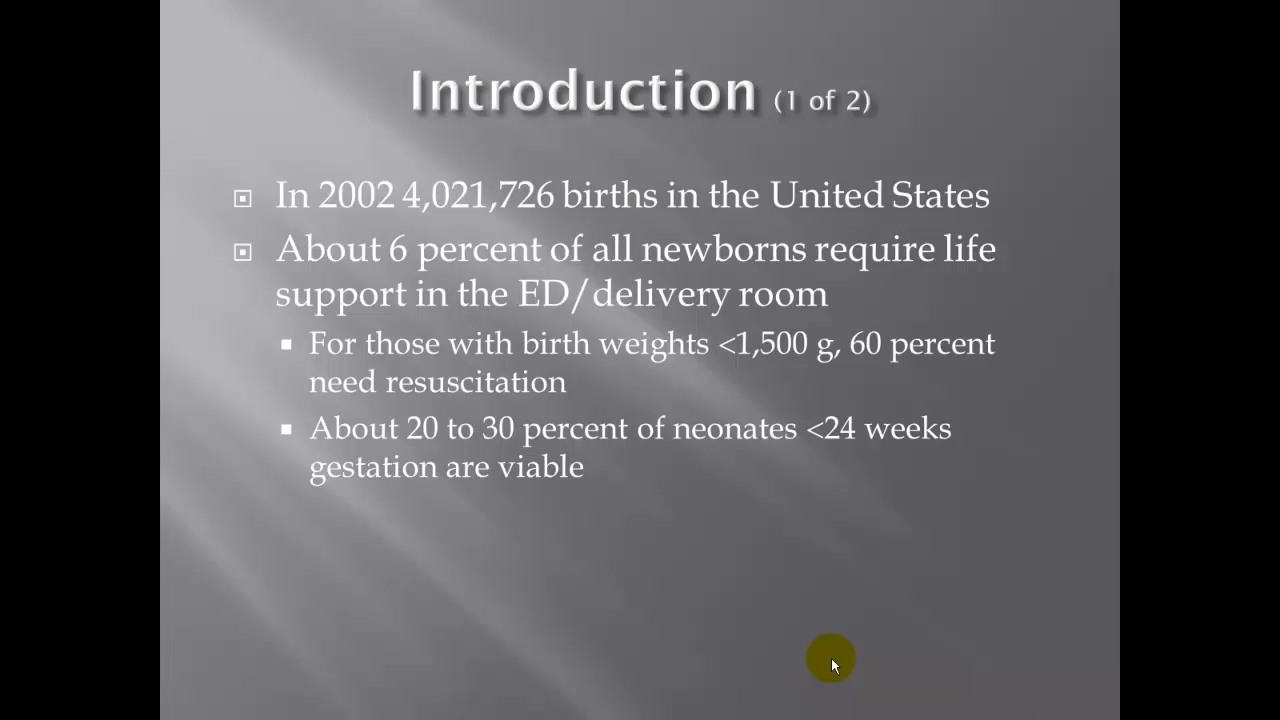 Introduction (1 of 2)
In 2002 4,021,726 births in the United States
About 6 percent of all newborns require life
support in the ED/delivery room
For those with birth weights <1,500 g, 60 percent
need resuscitation
About 20 to 30 percent of neonates <24 weeks
gestation are viable